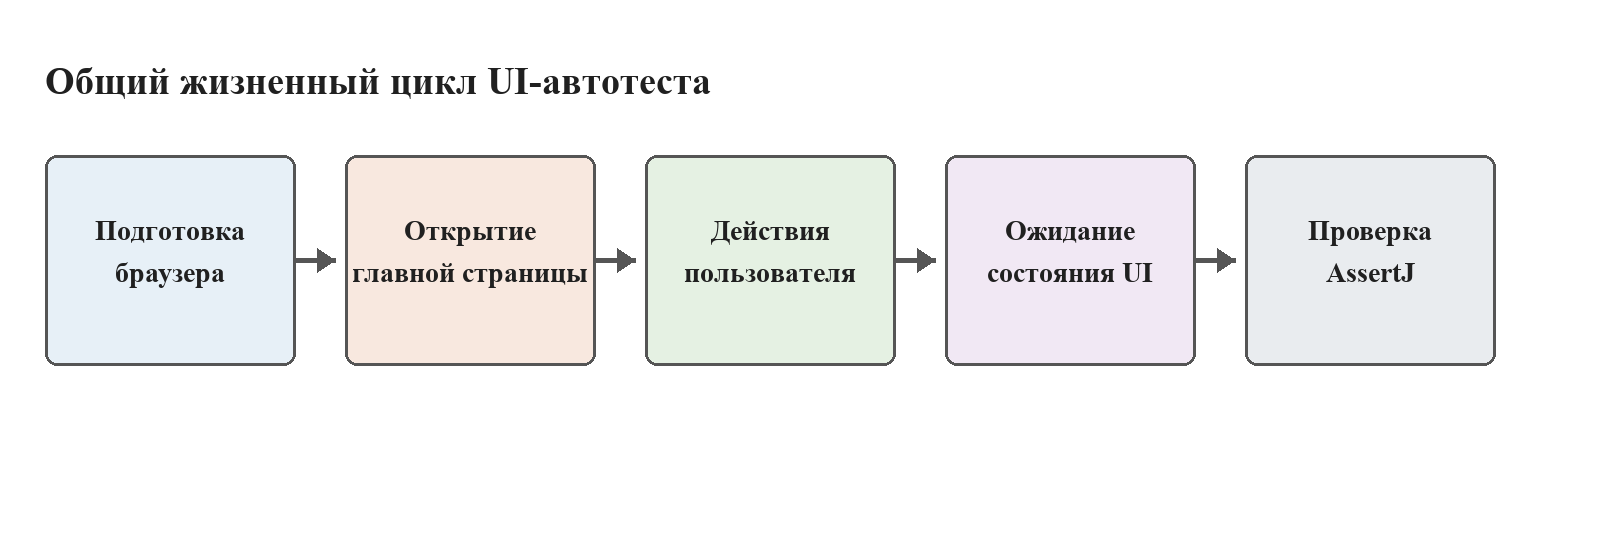 Общий жизненный цикл UI-автотеста
Подготовка
браузера
Открытие
главной страницы
Действия
пользователя
Ожидание
состояния UI
Проверка
AssertJ